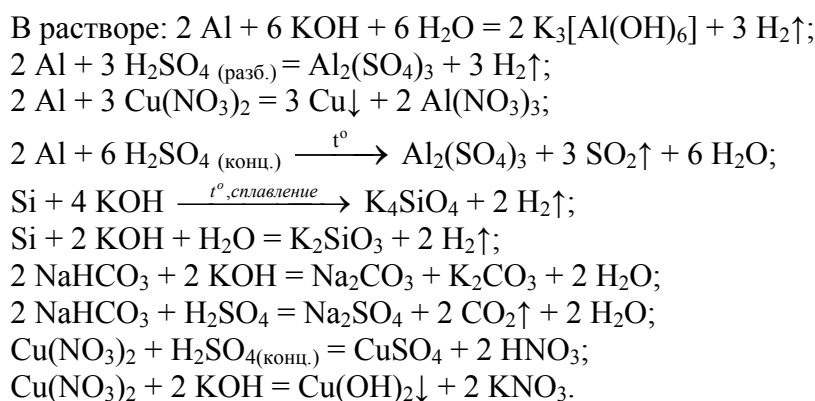 В растворе: 2 Al + 6 KOH + 6 H₂O = 2 K₃[Al(OH)₆] + 3 H₂↑;
2 Al + 3 H₂SO₄ (разб.) = Al₂(SO₄)₃ + 3 H₂↑;
2 Al + 3 Cu(NO₃)₂ = 3 Cu↓ + 2 Al(NO₃)₃;
2 Al + 6 H₂SO₄ (конц.) —tº→ Al₂(SO₄)₃ + 3 SO₂↑ + 6 H₂O;
Si + 4 KOH —tº,сплавление→ K₄SiO₄ + 2 H₂↑;
Si + 2 KOH + H₂O = K₂SiO₃ + 2 H₂↑;
2 NaHCO₃ + 2 KOH = Na₂CO₃ + K₂CO₃ + 2 H₂O;
2 NaHCO₃ + H₂SO₄ = Na₂SO₄ + 2 CO₂↑ + 2 H₂O;
Cu(NO₃)₂ + H₂SO₄(конц.) = CuSO₄ + 2 HNO₃;
Cu(NO₃)₂ + 2 KOH = Cu(OH)₂↓ + 2 KNO₃.